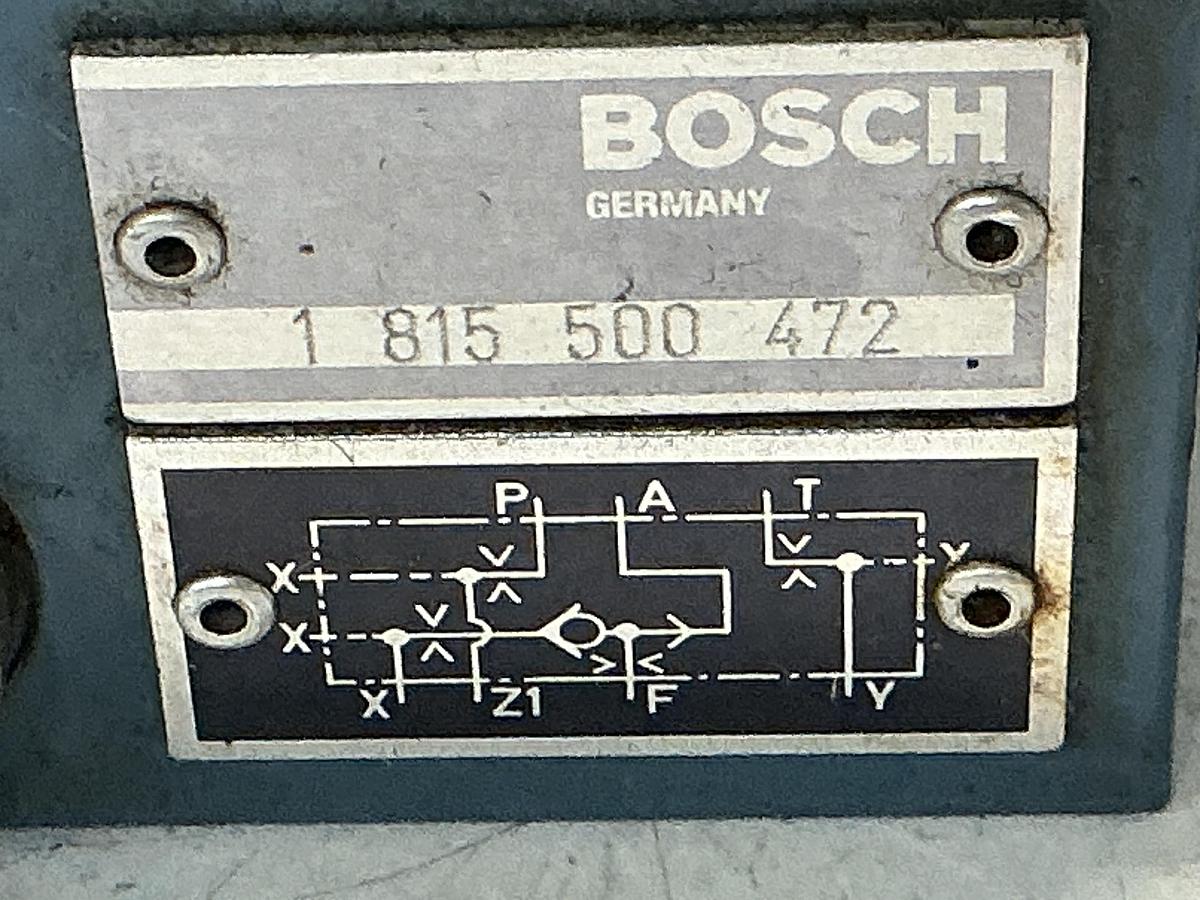 BOSCH
GERMANY
1 815 500 472
P A T
X Y
X
X Z1 F Y